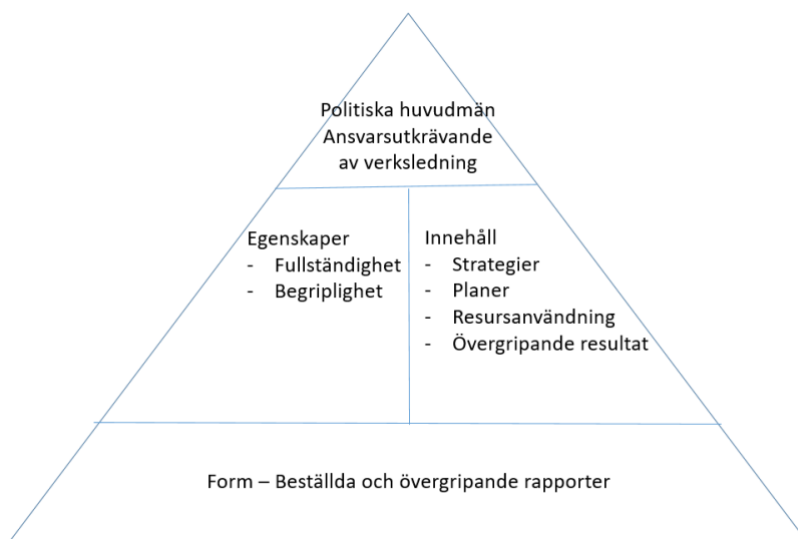 Politiska huvudmän
Ansvarsutkrävande
av verksledning
Egenskaper
- Fullständighet
- Begriplighet
Innehåll
- Strategier
- Planer
- Resursanvändning
- Övergripande resultat
Form – Beställda och övergripande rapporter